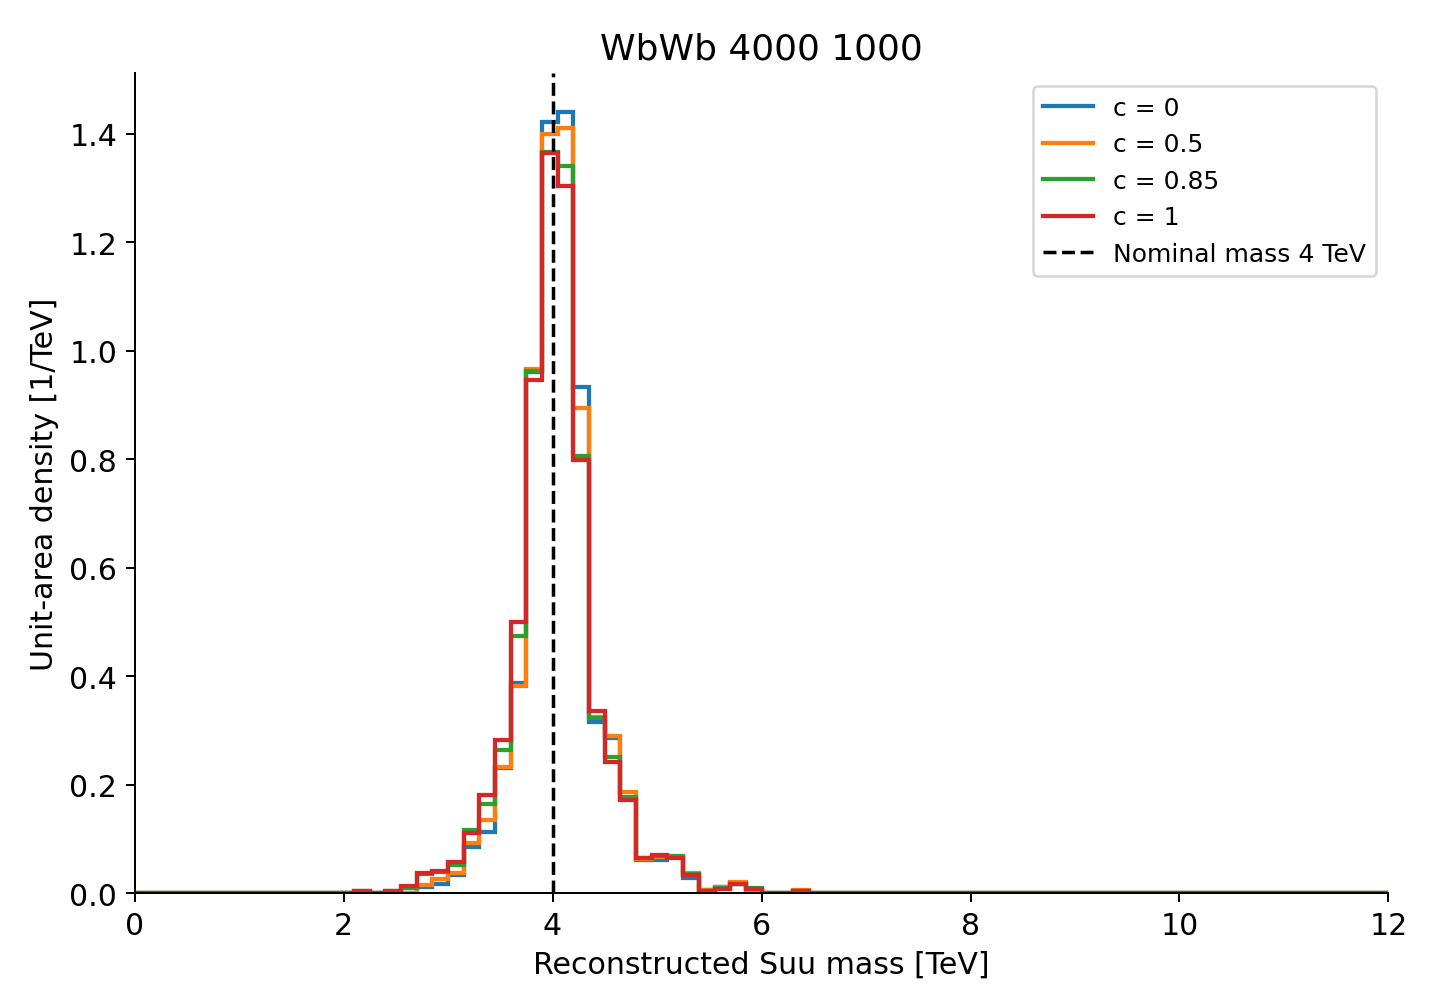 WbWb 4000 1000
c = 0
c = 0.5
c = 0.85
c = 1
Nominal mass 4 TeV
Unit-area density [1/TeV]
1.4
1.2
1.0
0.8
0.6
0.4
0.2
0.0
0 2 4 6 8 10 12
Reconstructed Suu mass [TeV]